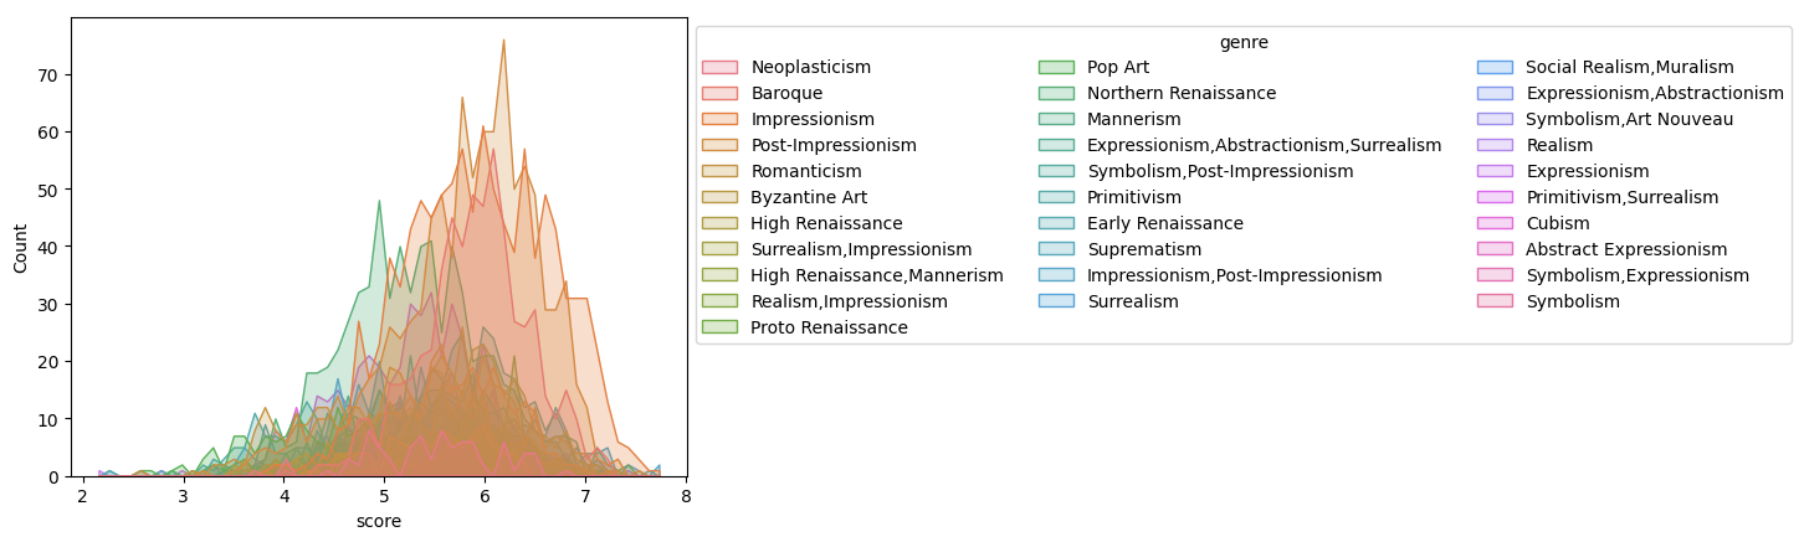 genre
Neoplasticism
Baroque
Impressionism
Post-Impressionism
Romanticism
Byzantine Art
High Renaissance
Surrealism,Impressionism
High Renaissance,Mannerism
Realism,Impressionism
Proto Renaissance
Pop Art
Northern Renaissance
Mannerism
Expressionism,Abstractionism,Surrealism
Symbolism,Post-Impressionism
Primitivism
Early Renaissance
Suprematism
Impressionism,Post-Impressionism
Surrealism
Social Realism,Muralism
Expressionism,Abstractionism
Symbolism,Art Nouveau
Realism
Expressionism
Primitivism,Surrealism
Cubism
Abstract Expressionism
Symbolism,Expressionism
Symbolism
Count
70
60
50
40
30
20
10
0
2 3 4 5 6 7 8
score